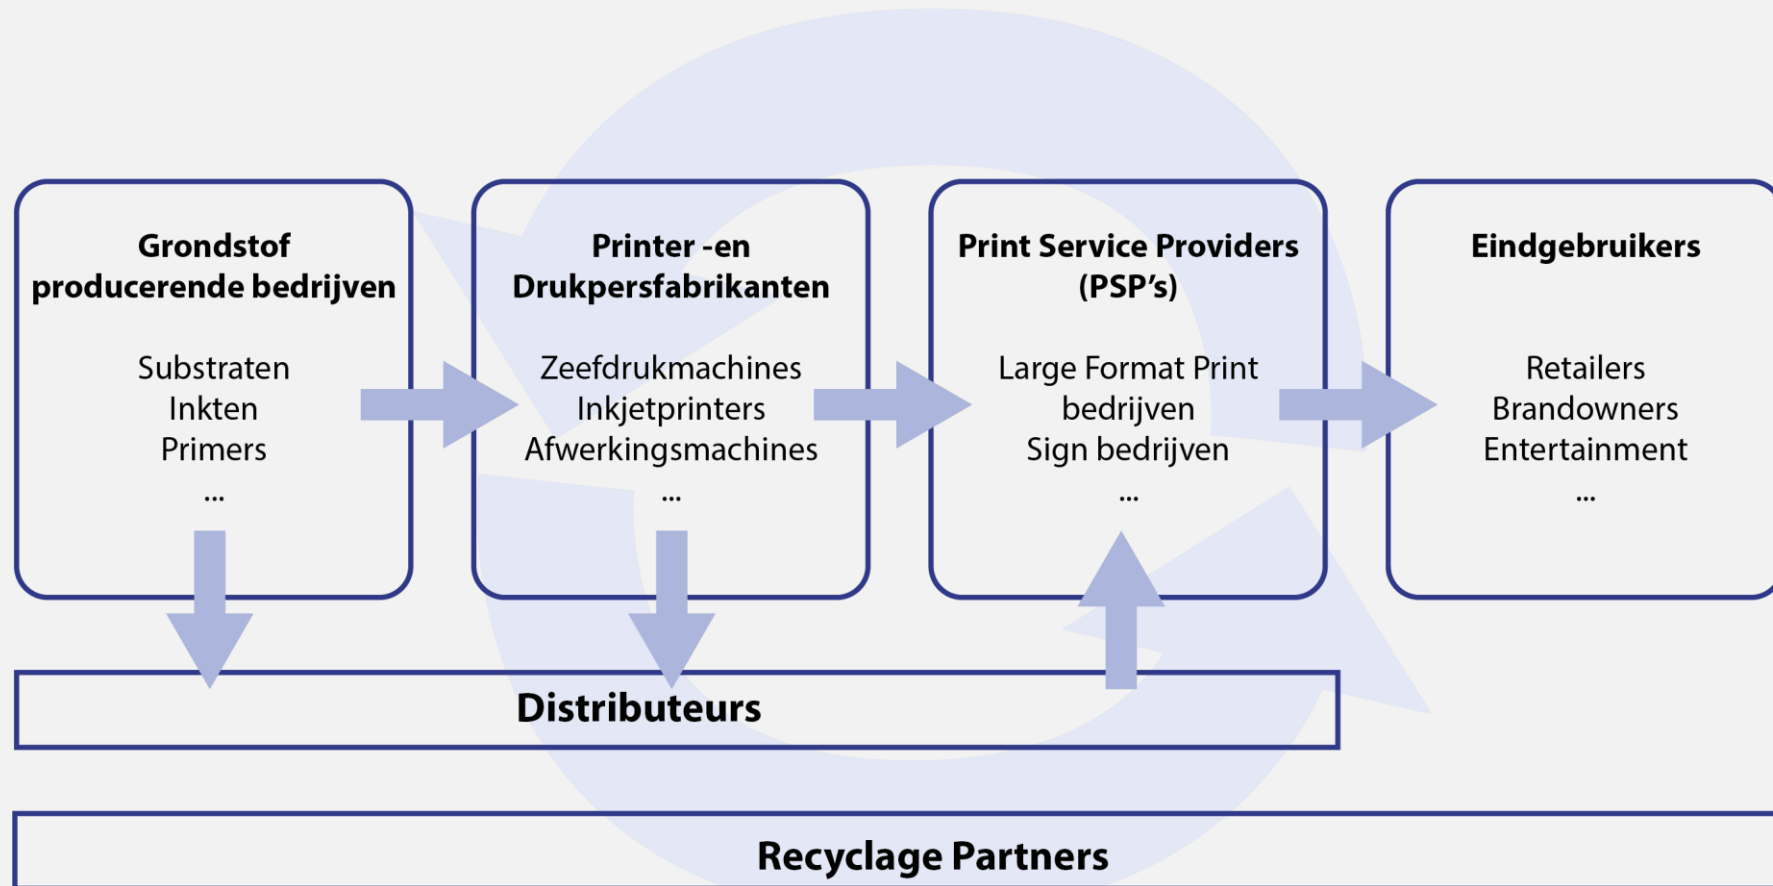 Grondstof
producerende bedrijven
Substraten
Inkten
Primers
...
Printer -en
Drukpersfabrikanten
Zeefdrukmachines
Inkjetprinters
Afwerkingsmachines
...
Print Service Providers
(PSP’s)
Large Format Print
bedrijven
Sign bedrijven
...
Eindgebruikers
Retailers
Brandowners
Entertainment
...
Distributeurs
Recyclage Partners